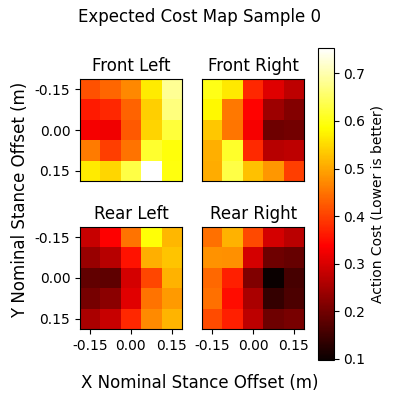 Expected Cost Map Sample 0
Front Left
Front Right
-0.15
0.00
0.15
Rear Left
Rear Right
-0.15
0.00
0.15
-0.15 0.00 0.15
-0.15 0.00 0.15
X Nominal Stance Offset (m)
Y Nominal Stance Offset (m)
0.7
0.6
0.5
0.4
0.3
0.2
0.1
Action Cost (Lower is better)